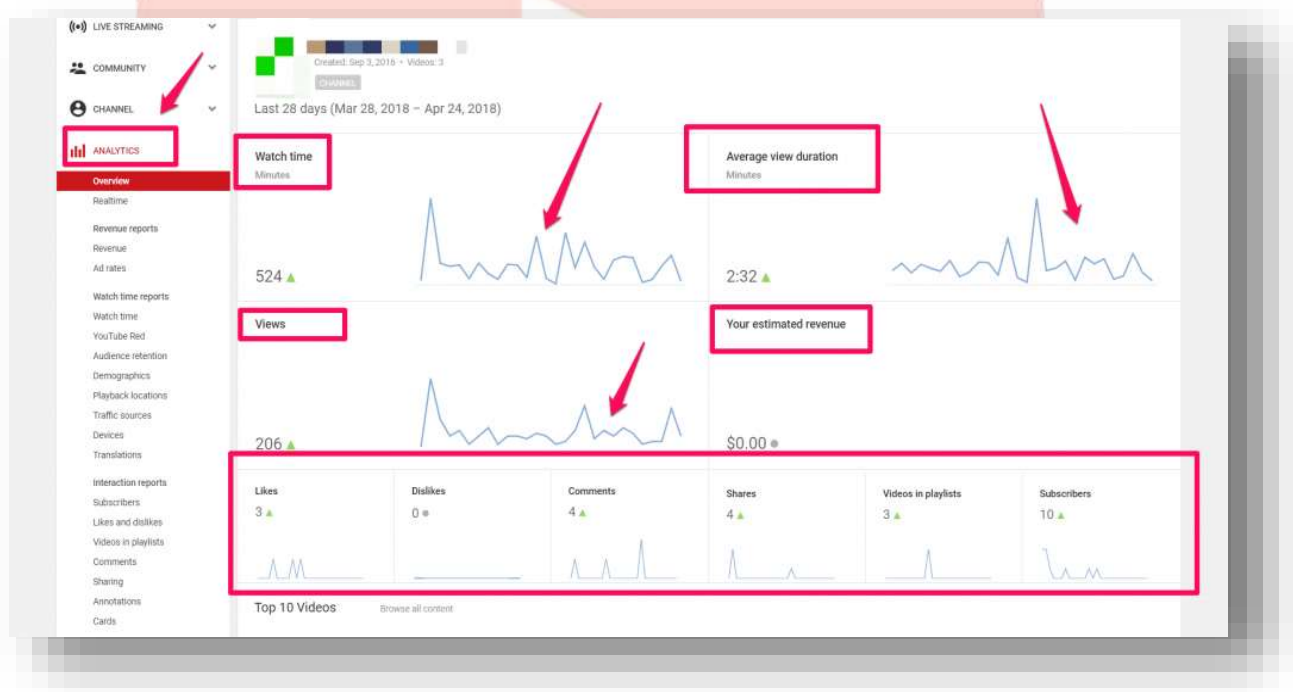 LIVE STREAMING
COMMUNITY
CHANNEL
ANALYTICS
Overview
Realtime
Revenue reports
Revenue
Ad rates
Watch time reports
Watch time
YouTube Red
Audience retention
Demographics
Playback locations
Traffic sources
Devices
Translations
Interaction reports
Subscribers
Likes and dislikes
Videos in playlists
Comments
Sharing
Annotations
Cards
Created: Sep 3, 2016 • Videos: 3
CHANNEL
Last 28 days (Mar 28, 2018 – Apr 24, 2018)
Watch time
Minutes
524
Average view duration
Minutes
2:32
Views
206
Your estimated revenue
$0.00
Likes
3
Dislikes
0
Comments
4
Shares
4
Videos in playlists
3
Subscribers
10
Top 10 Videos Browse all content